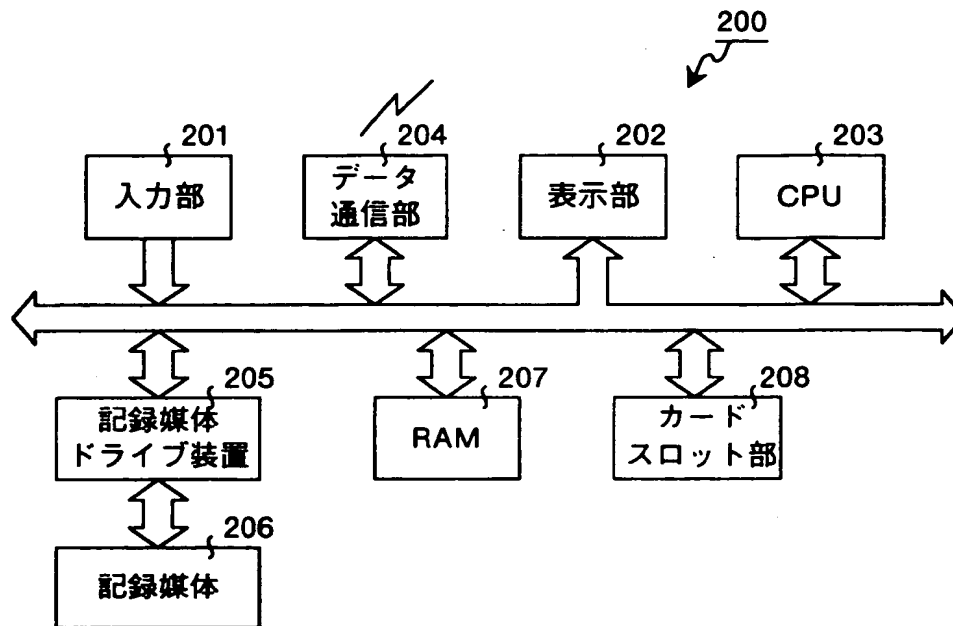 200
201
204
202
203
入力部
データ
通信部
表示部
CPU
205
207
208
記録媒体
ドライブ装置
RAM
カード
スロット部
206
記録媒体